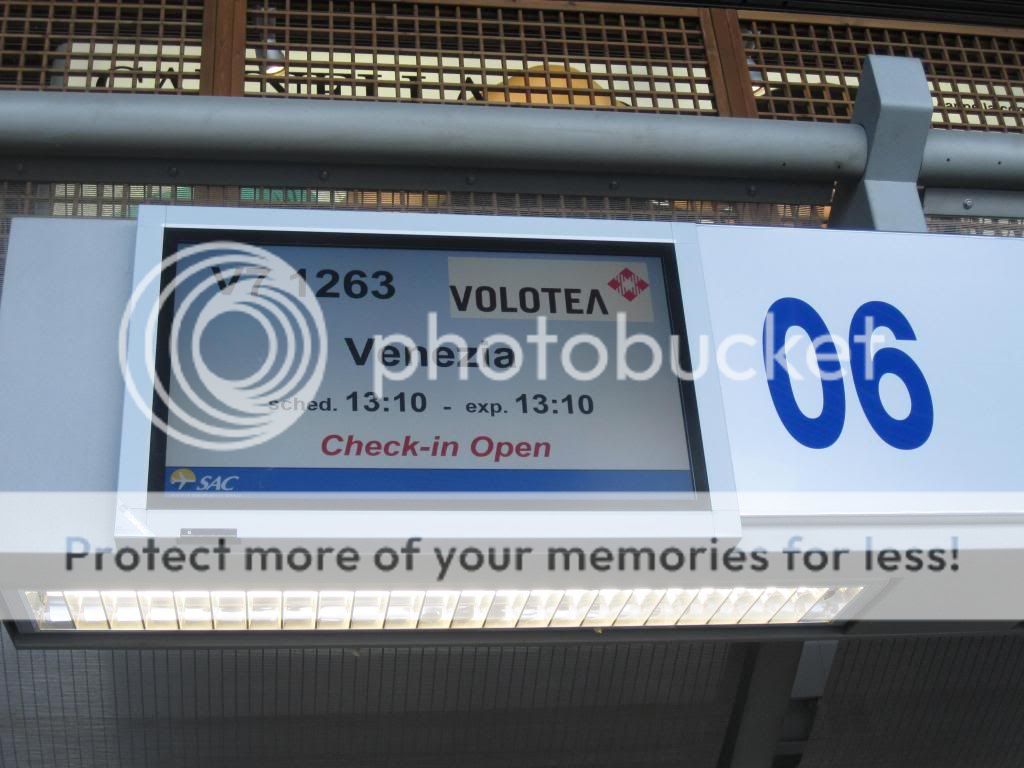 V7 1263
VOLOTEA
Venezia
sched. 13:10 - exp. 13:10
Check-in Open
SAC
06
photobucket
Protect more of your memories for less!